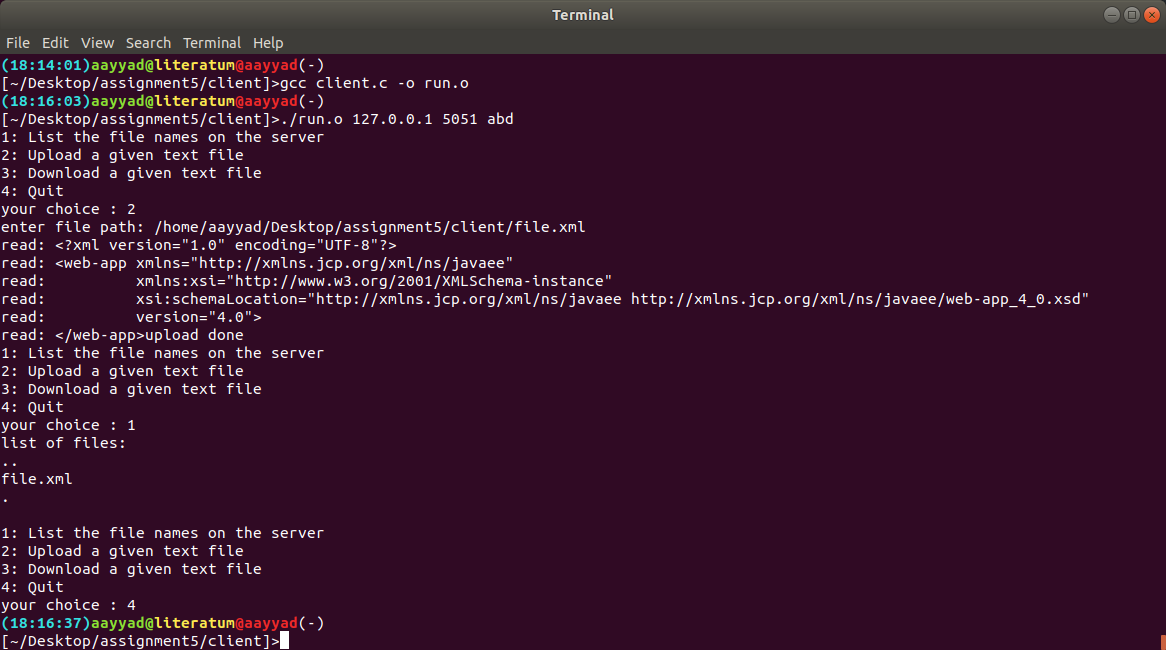 Terminal
File Edit View Search Terminal Help
(18:14:01)aayyad@literatum@aayyad(-)
[~/Desktop/assignment5/client]>gcc client.c -o run.o
(18:16:03)aayyad@literatum@aayyad(-)
[~/Desktop/assignment5/client]>./run.o 127.0.0.1 5051 abd
1: List the file names on the server
2: Upload a given text file
3: Download a given text file
4: Quit
your choice : 2
enter file path: /home/aayyad/Desktop/assignment5/client/file.xml
read: <?xml version="1.0" encoding="UTF-8"?>
read: <web-app xmlns="http://xmlns.jcp.org/xml/ns/javaee"
read:          xmlns:xsi="http://www.w3.org/2001/XMLSchema-instance"
read:          xsi:schemaLocation="http://xmlns.jcp.org/xml/ns/javaee http://xmlns.jcp.org/xml/ns/javaee/web-app_4_0.xsd"
read:          version="4.0">
read: </web-app>upload done
1: List the file names on the server
2: Upload a given text file
3: Download a given text file
4: Quit
your choice : 1
list of files:
..
file.xml
.
1: List the file names on the server
2: Upload a given text file
3: Download a given text file
4: Quit
your choice : 4
(18:16:37)aayyad@literatum@aayyad(-)
[~/Desktop/assignment5/client]>